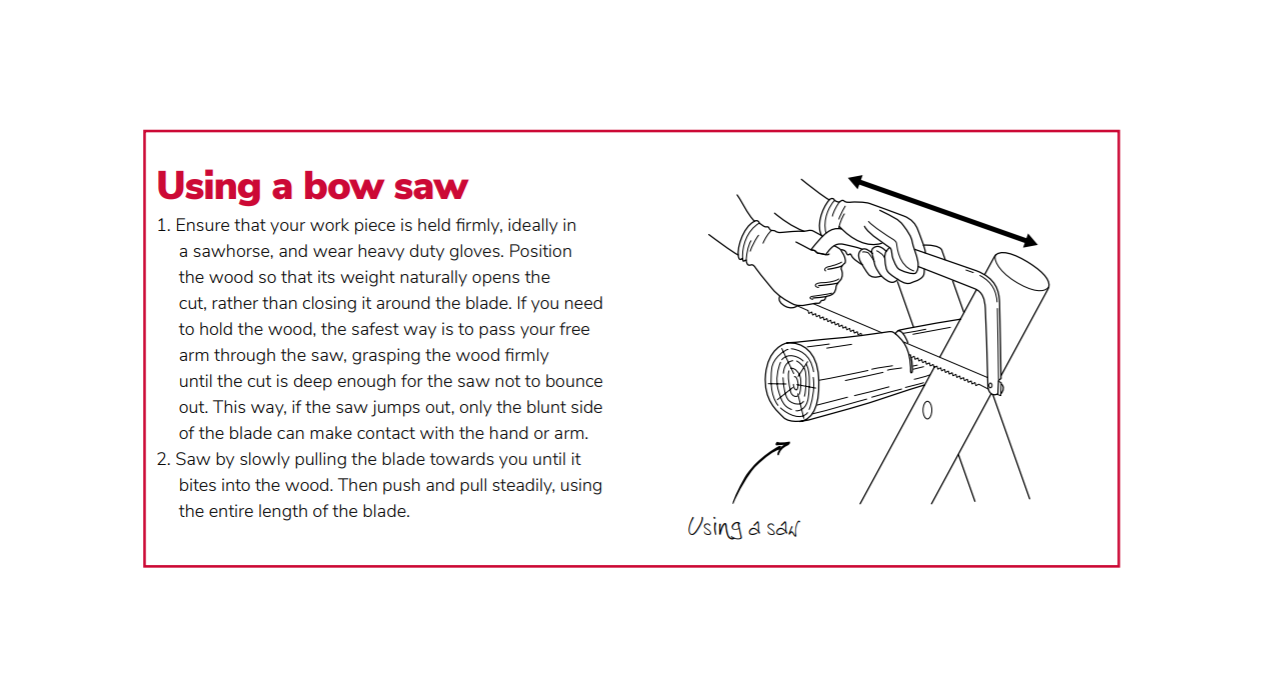 Using a bow saw
1. Ensure that your work piece is held firmly, ideally in
a sawhorse, and wear heavy duty gloves. Position
the wood so that its weight naturally opens the
cut, rather than closing it around the blade. If you need
to hold the wood, the safest way is to pass your free
arm through the saw, grasping the wood firmly
until the cut is deep enough for the saw not to bounce
out. This way, if the saw jumps out, only the blunt side
of the blade can make contact with the hand or arm.
2. Saw by slowly pulling the blade towards you until it
bites into the wood. Then push and pull steadily, using
the entire length of the blade.
Using a saw